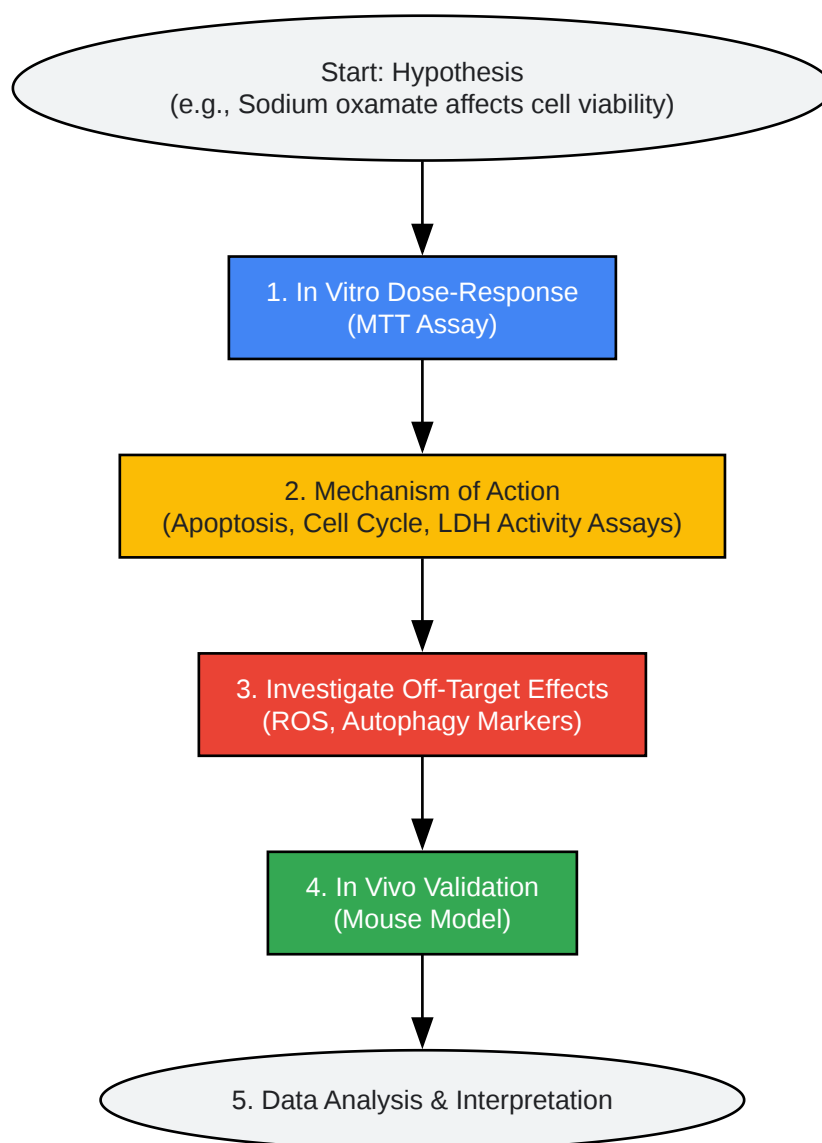 Start: Hypothesis
(e.g., Sodium oxamate affects cell viability)
1. In Vitro Dose-Response
(MTT Assay)
2. Mechanism of Action
(Apoptosis, Cell Cycle, LDH Activity Assays)
3. Investigate Off-Target Effects
(ROS, Autophagy Markers)
4. In Vivo Validation
(Mouse Model)
5. Data Analysis & Interpretation